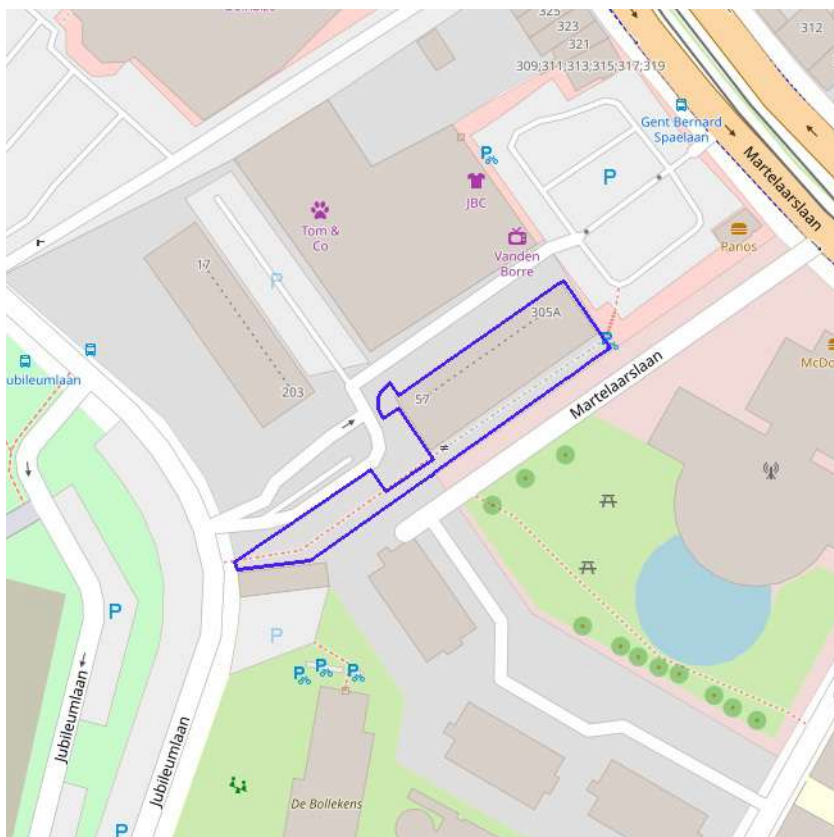 325
323
321
309;311;313;315;317;319
312
Gent Bernard
Spaelaan
Martelaarslaan
P
P
JBC
Tom &
Co
Vanden
Borre
Panos
17
P
305A
P
57
203
Jubileumlaan
Martelaarslaan
McDo
P
P
P
P
P
Jubileumlaan
Jubileumlaan
De Bollekens
P